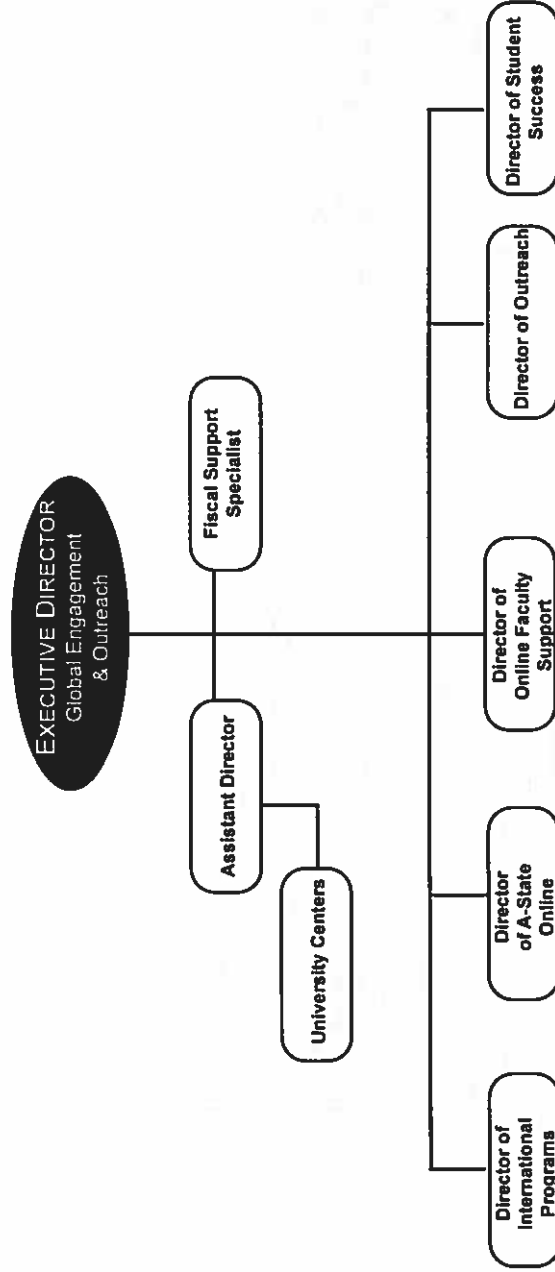 EXECUTIVE DIRECTOR
Global Engagement
& Outreach
Assistant Director
Fiscal Support
Specialist
University Centers
Director of
International
Programs
Director
of A-State
Online
Director of
Online Faculty
Support
Director of Outreach
Director of Student
Success